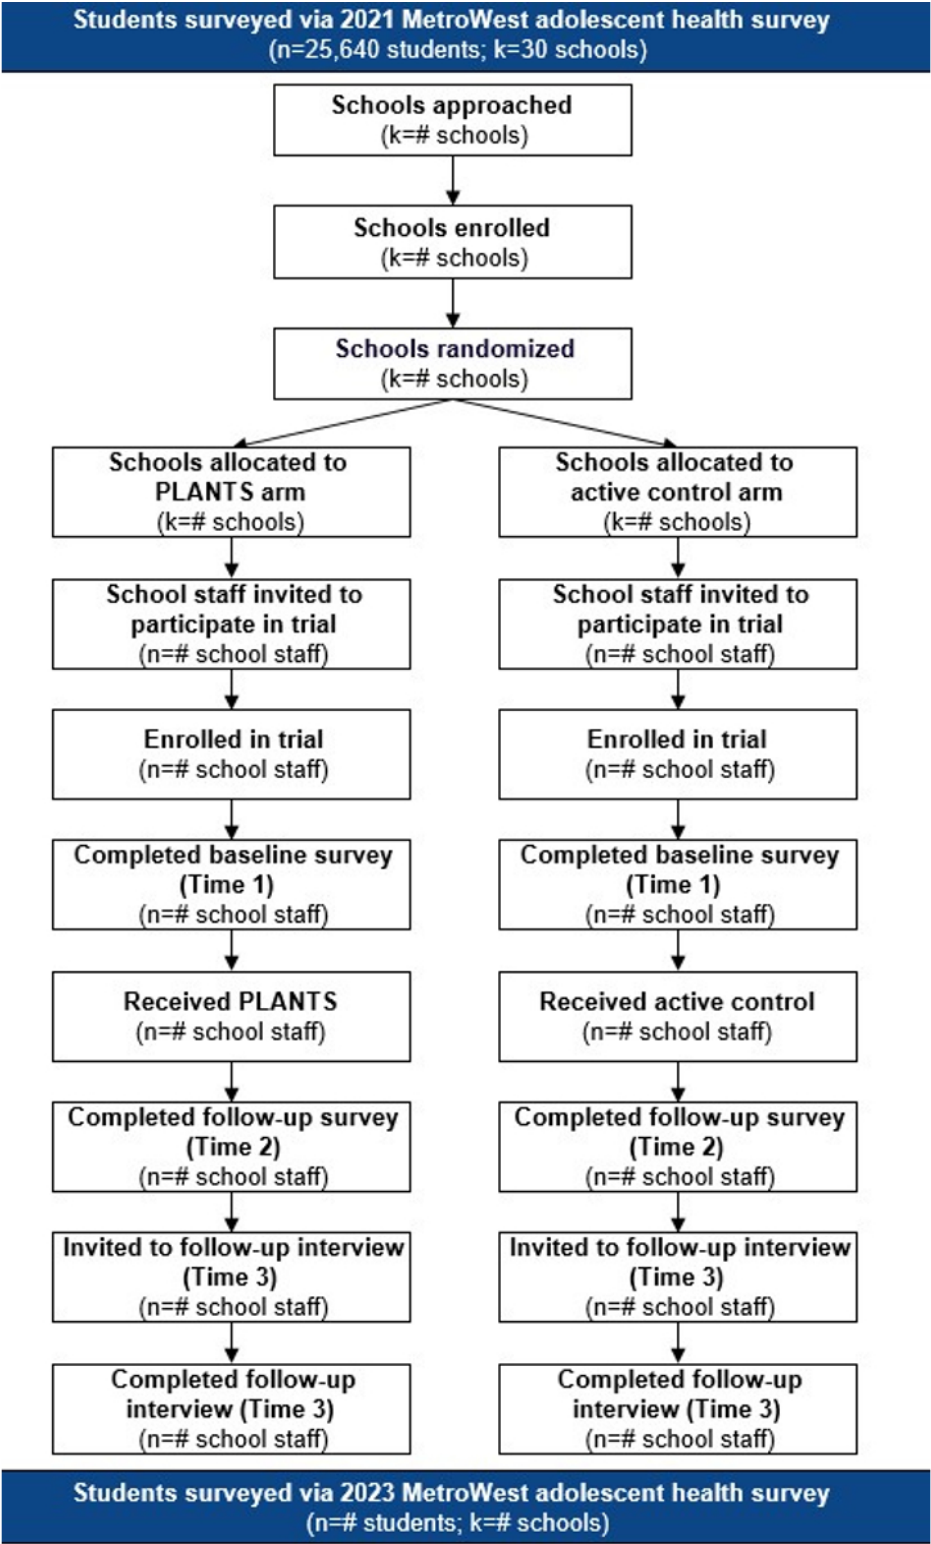 Students surveyed via 2021 MetroWest adolescent health survey
(n=25,640 students; k=30 schools)
Schools approached
(k=# schools)
Schools enrolled
(k=# schools)
Schools randomized
(k=# schools)
Schools allocated to
PLANTS arm
(k=# schools)
Schools allocated to
active control arm
(k=# schools)
School staff invited to
participate in trial
(n=# school staff)
School staff invited to
participate in trial
(n=# school staff)
Enrolled in trial
(n=# school staff)
Enrolled in trial
(n=# school staff)
Completed baseline survey
(Time 1)
(n=# school staff)
Completed baseline survey
(Time 1)
(n=# school staff)
Received PLANTS
(n=# school staff)
Received active control
(n=# school staff)
Completed follow-up survey
(Time 2)
(n=# school staff)
Completed follow-up survey
(Time 2)
(n=# school staff)
Invited to follow-up interview
(Time 3)
(n=# school staff)
Invited to follow-up interview
(Time 3)
(n=# school staff)
Completed follow-up
interview (Time 3)
(n=# school staff)
Completed follow-up
interview (Time 3)
(n=# school staff)
Students surveyed via 2023 MetroWest adolescent health survey
(n=# students; k=# schools)